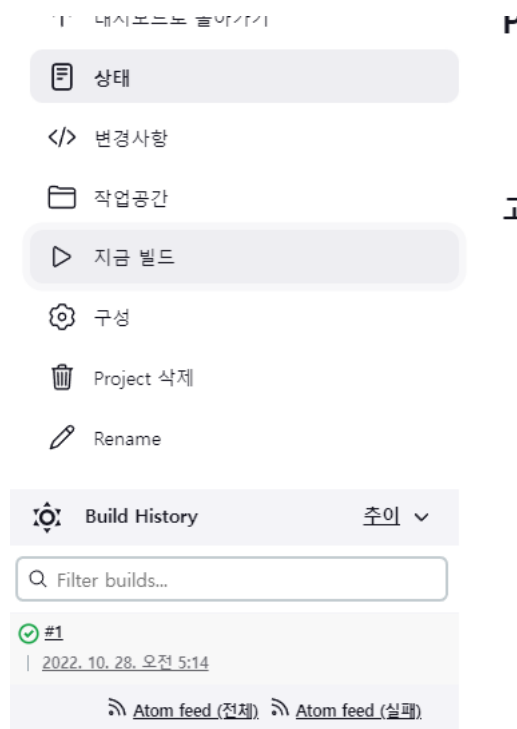 상태
변경사항
작업공간
지금 빌드
구성
Project 삭제
Rename
Build History 추이
Filter builds...
#1
2022. 10. 28. 오전 5:14
Atom feed (전체) Atom feed (실패)